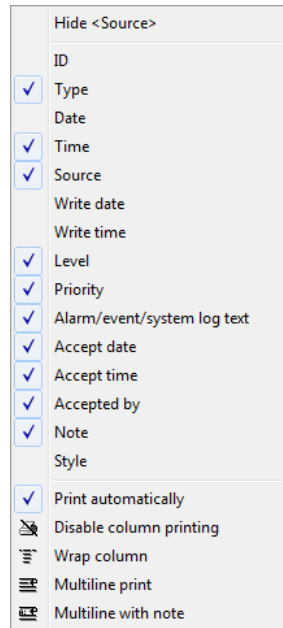 Hide <Source>
ID
Type
Date
Time
Source
Write date
Write time
Level
Priority
Alarm/event/system log text
Accept date
Accept time
Accepted by
Note
Style
Print automatically
Disable column printing
Wrap column
Multiline print
Multiline with note